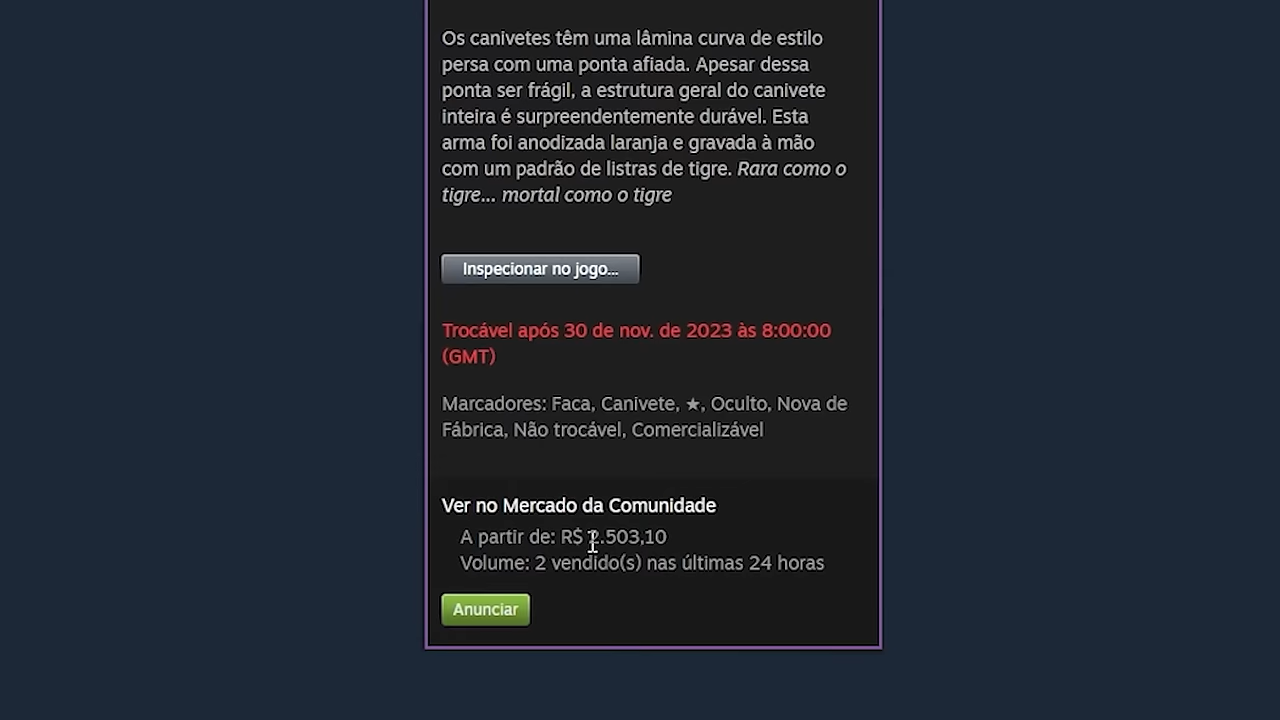 Os canivetes têm uma lâmina curva de estilo
persa com uma ponta afiada. Apesar dessa
ponta ser frágil, a estrutura geral do canivete
inteira é surpreendentemente durável. Esta
arma foi anodizada laranja e gravada à mão
com um padrão de listras de tigre. Rara como o
tigre... mortal como o tigre
Inspecionar no jogo...
Trocável após 30 de nov. de 2023 às 8:00:00
(GMT)
Marcadores: Faca, Canivete, ★, Oculto, Nova de
Fábrica, Não trocável, Comercializável
Ver no Mercado da Comunidade
A partir de: R$ 2.503,10
Volume: 2 vendido(s) nas últimas 24 horas
Anunciar